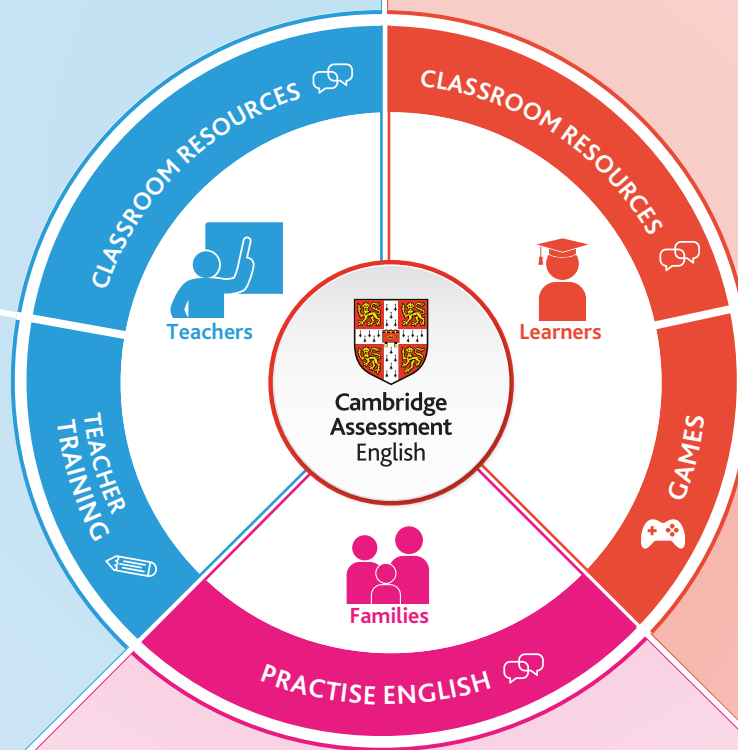 CLASSROOM RESOURCES
CLASSROOM RESOURCES
Teachers
Learners
Cambridge
Assessment
English
TEACHER
TRAINING
GAMES
Families
PRACTISE ENGLISH